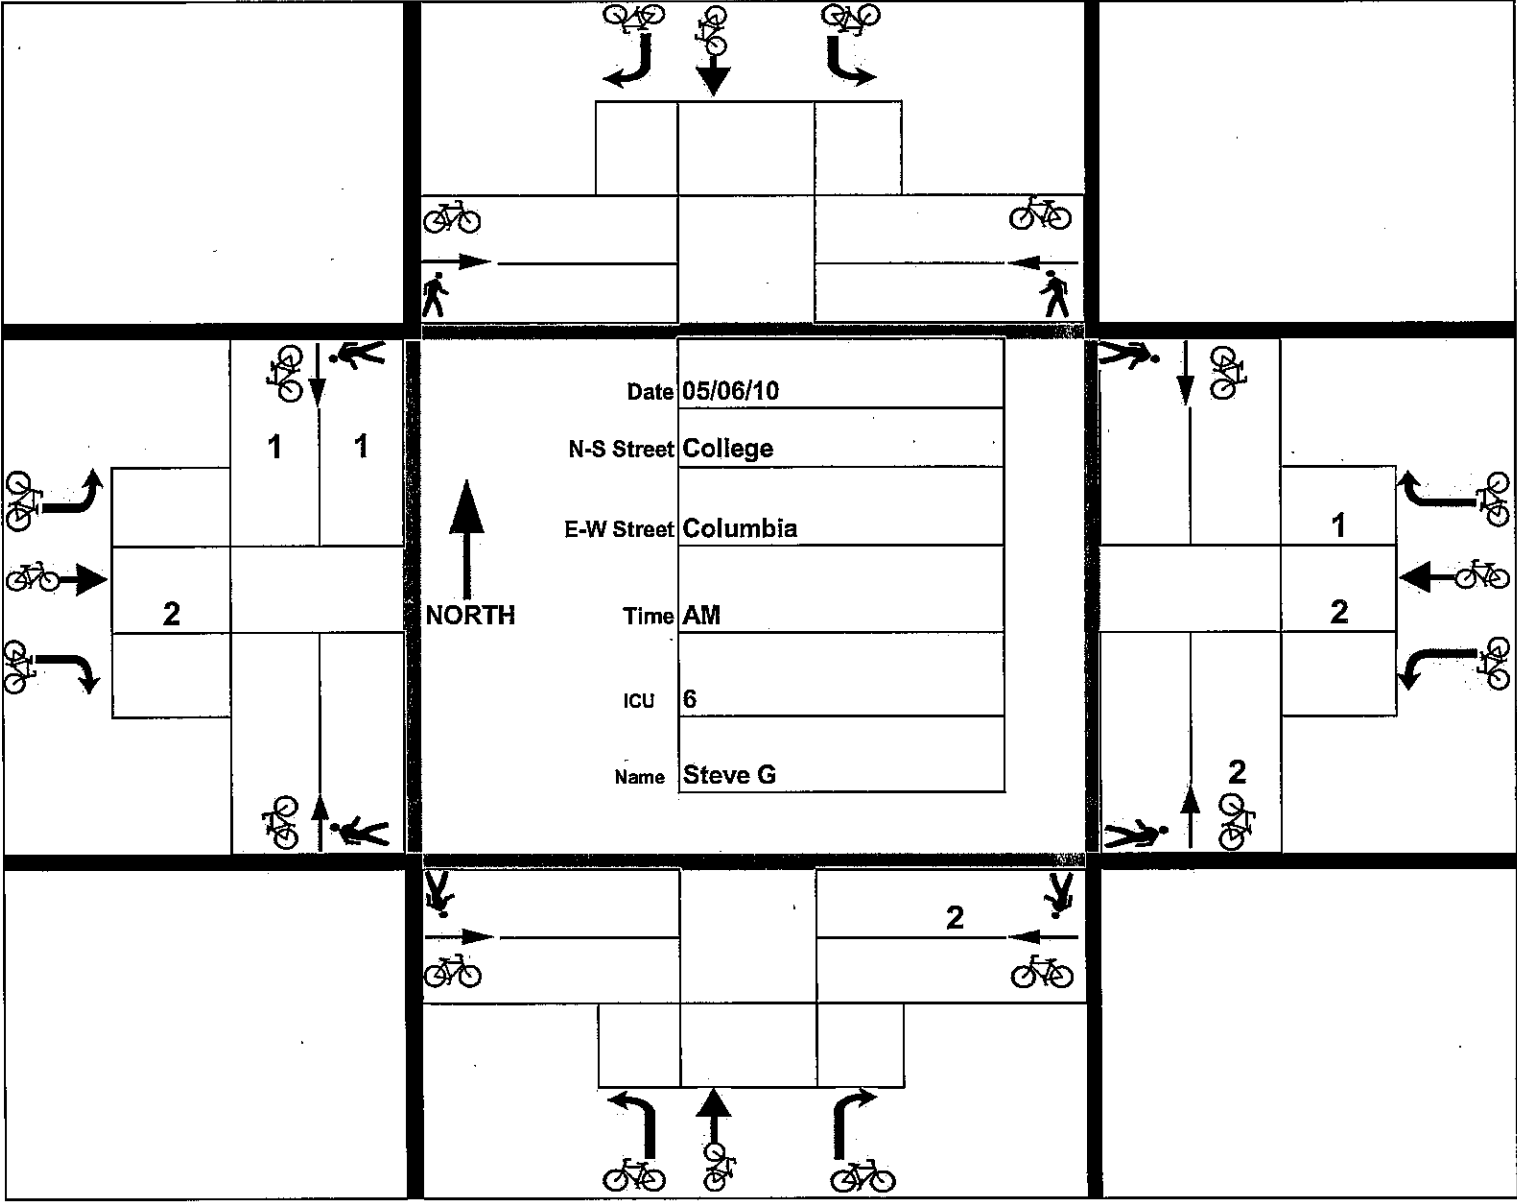 Date 05/06/10
N-S Street College
1 1
E-W Street Columbia
1
2
NORTH
Time AM
2
ICU 6
Name Steve G
2
2